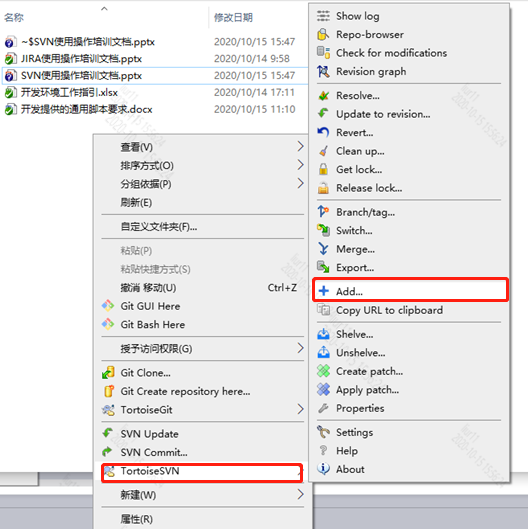 名称 修改日期
~$SVN使用操作培训文档.pptx 2020/10/15 15:47
JIRA使用操作培训文档.pptx 2020/10/14 9:58
SVN使用操作培训文档.pptx 2020/10/15 15:47
开发环境工作指引.xlsx 2020/10/14 17:11
开发提供的通用脚本要求.docx 2020/10/15 11:10
查看(V)
排序方式(O)
分组依据(P)
刷新(E)
自定义文件夹(F)...
粘贴(P)
粘贴快捷方式(S)
撤消 移动(U) Ctrl+Z
Git GUI Here
Git Bash Here
授予访问权限(G)
Git Clone...
Git Create repository here...
TortoiseGit
SVN Update
SVN Commit...
TortoiseSVN
新建(W)
属性(R)
Show log
Repo-browser
Check for modifications
Revision graph
Resolve...
Update to revision...
Revert...
Clean up...
Get lock...
Release lock...
Branch/tag...
Switch...
Merge...
Export...
Add...
Copy URL to clipboard
Shelve...
Unshelve...
Create patch...
Apply patch...
Properties
Settings
Help
About